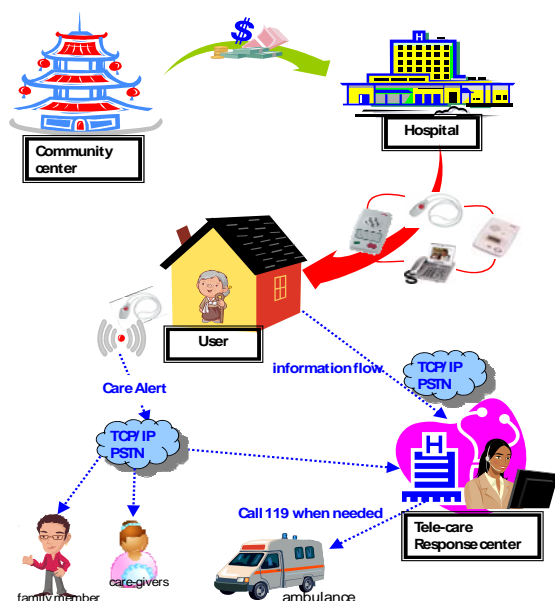 $
Community
center
Hospital
User
information flow
TCP/ IP
PSTN
Care Alert
TCP/ IP
PSTN
H
Call 119 when needed
Tele-care
Response center
family member
care-givers
ambulance